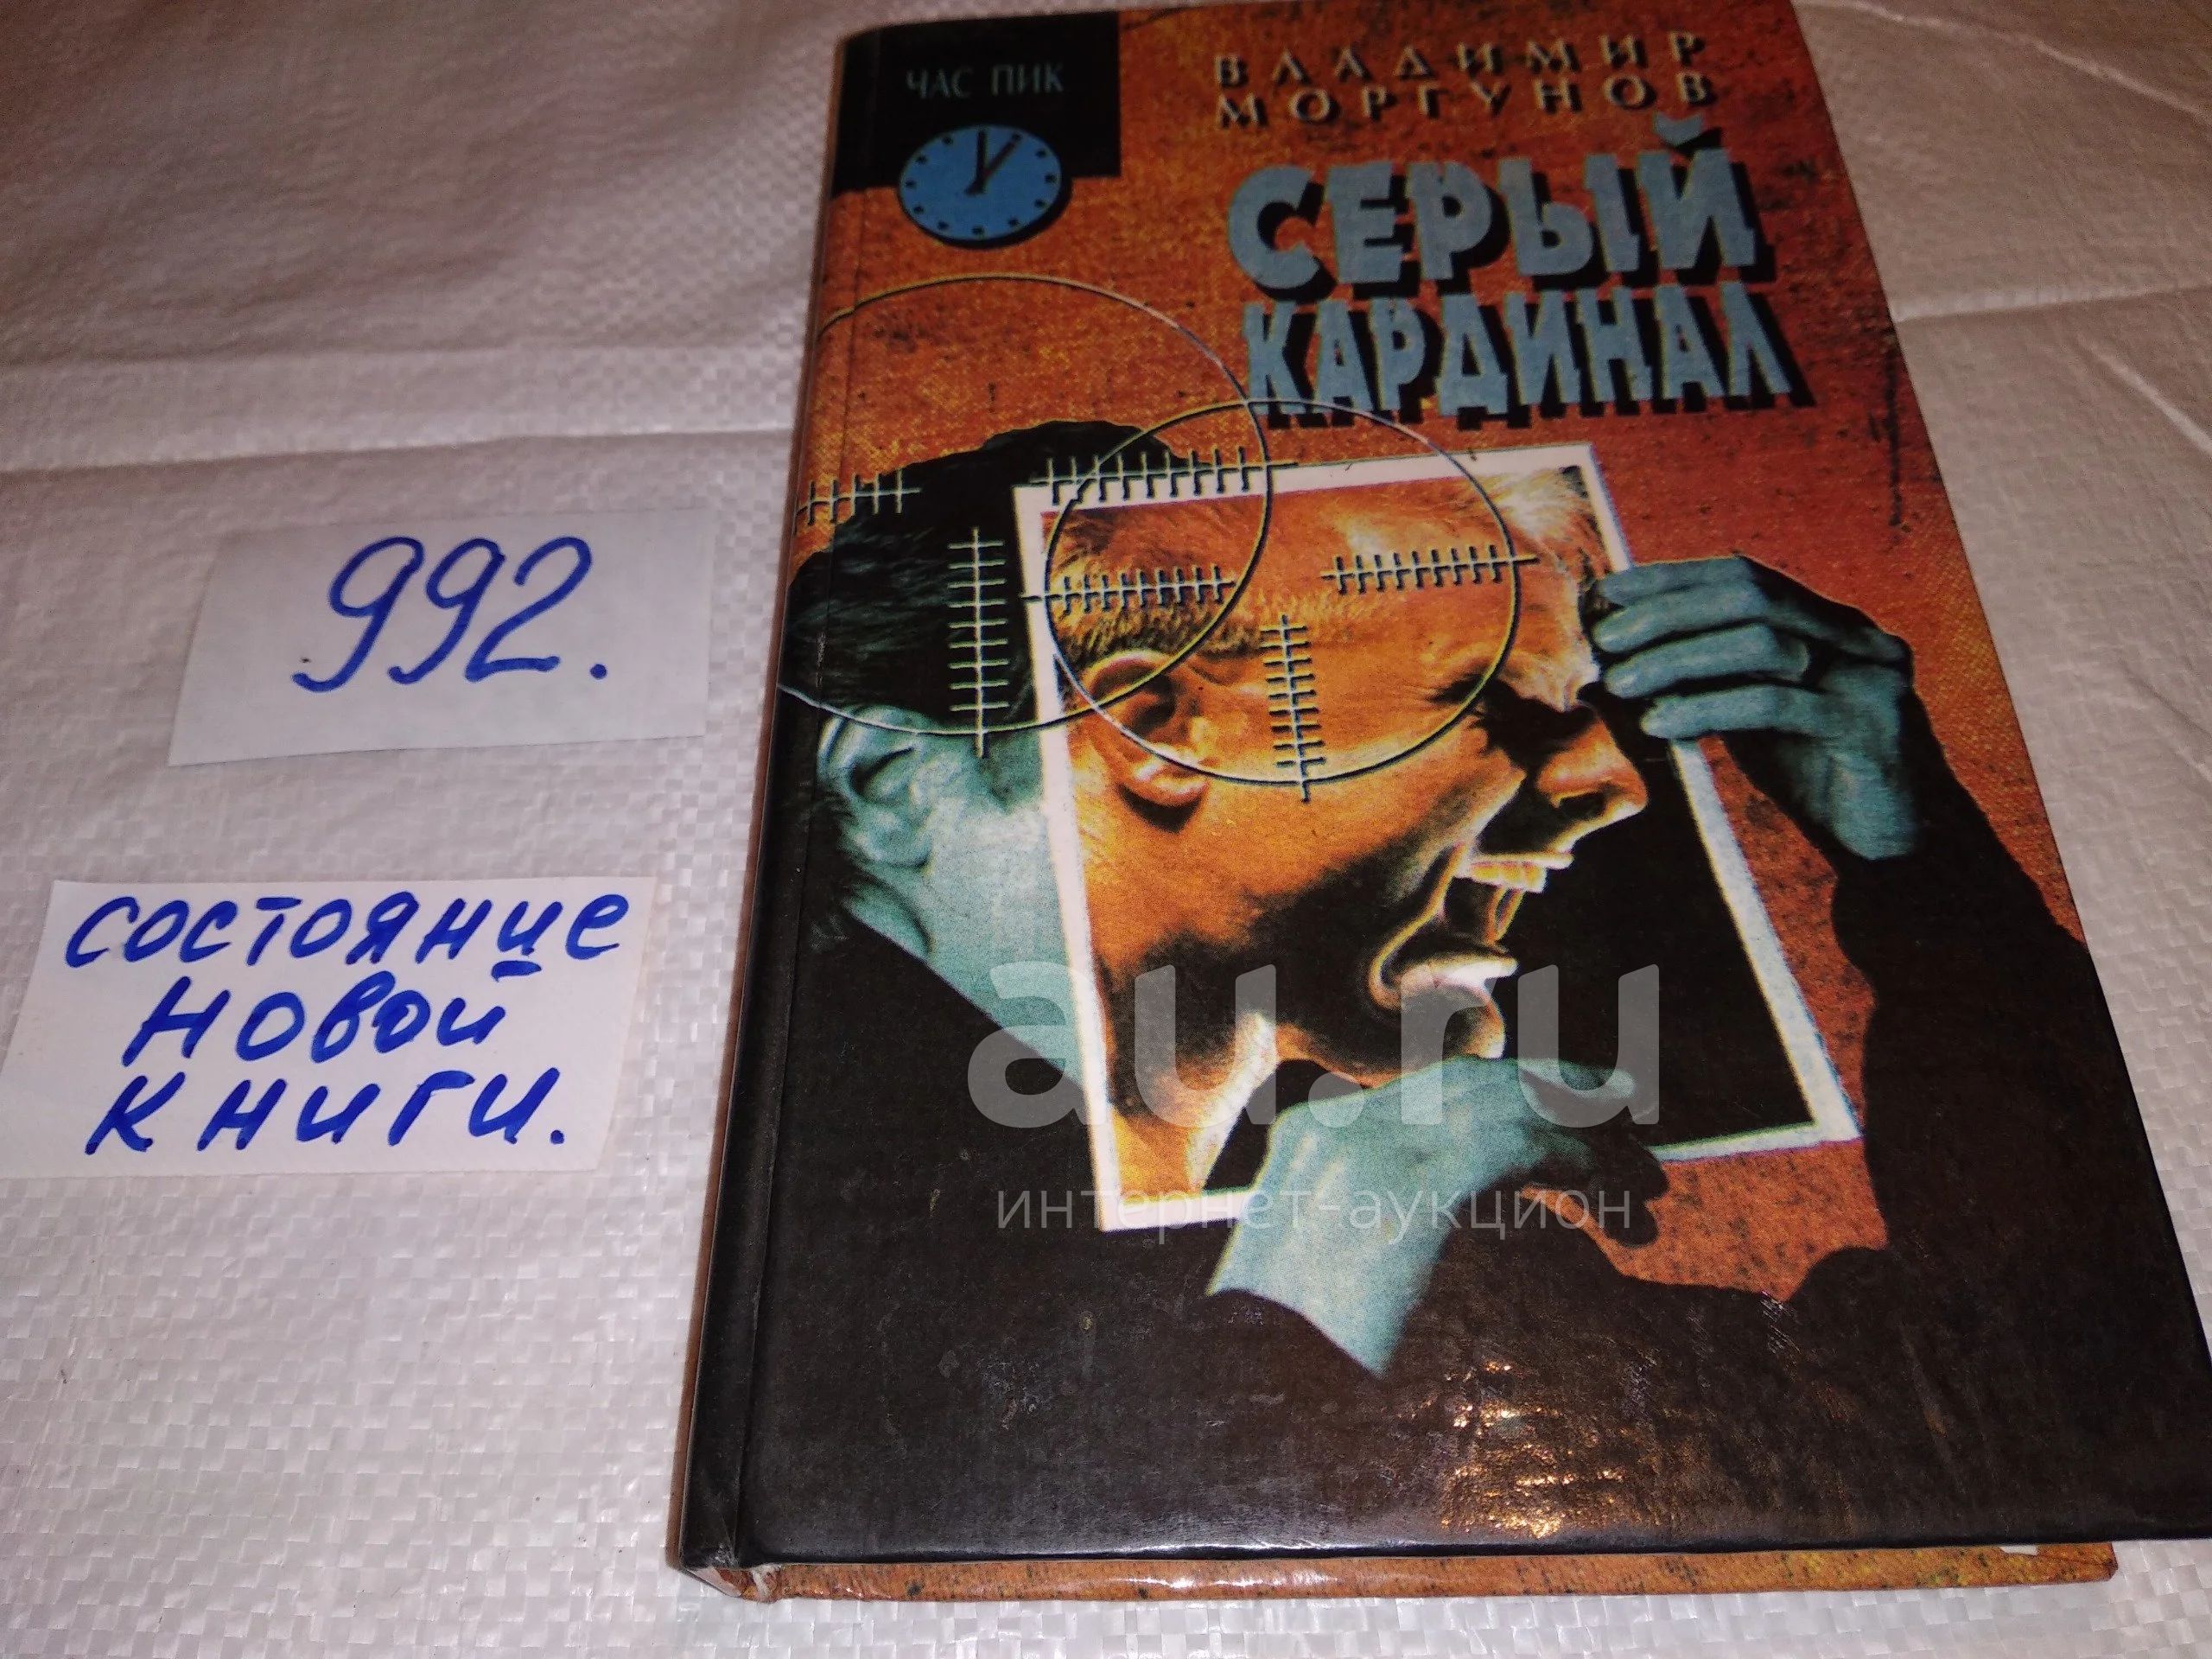 ЧАС ПИК
ВЛАДИМИР
МОРГУНОВ
СЕРЫЙ
КАРДИНАЛ
992.
состояние
новой
книги.
au.ru
интернет-аукцион